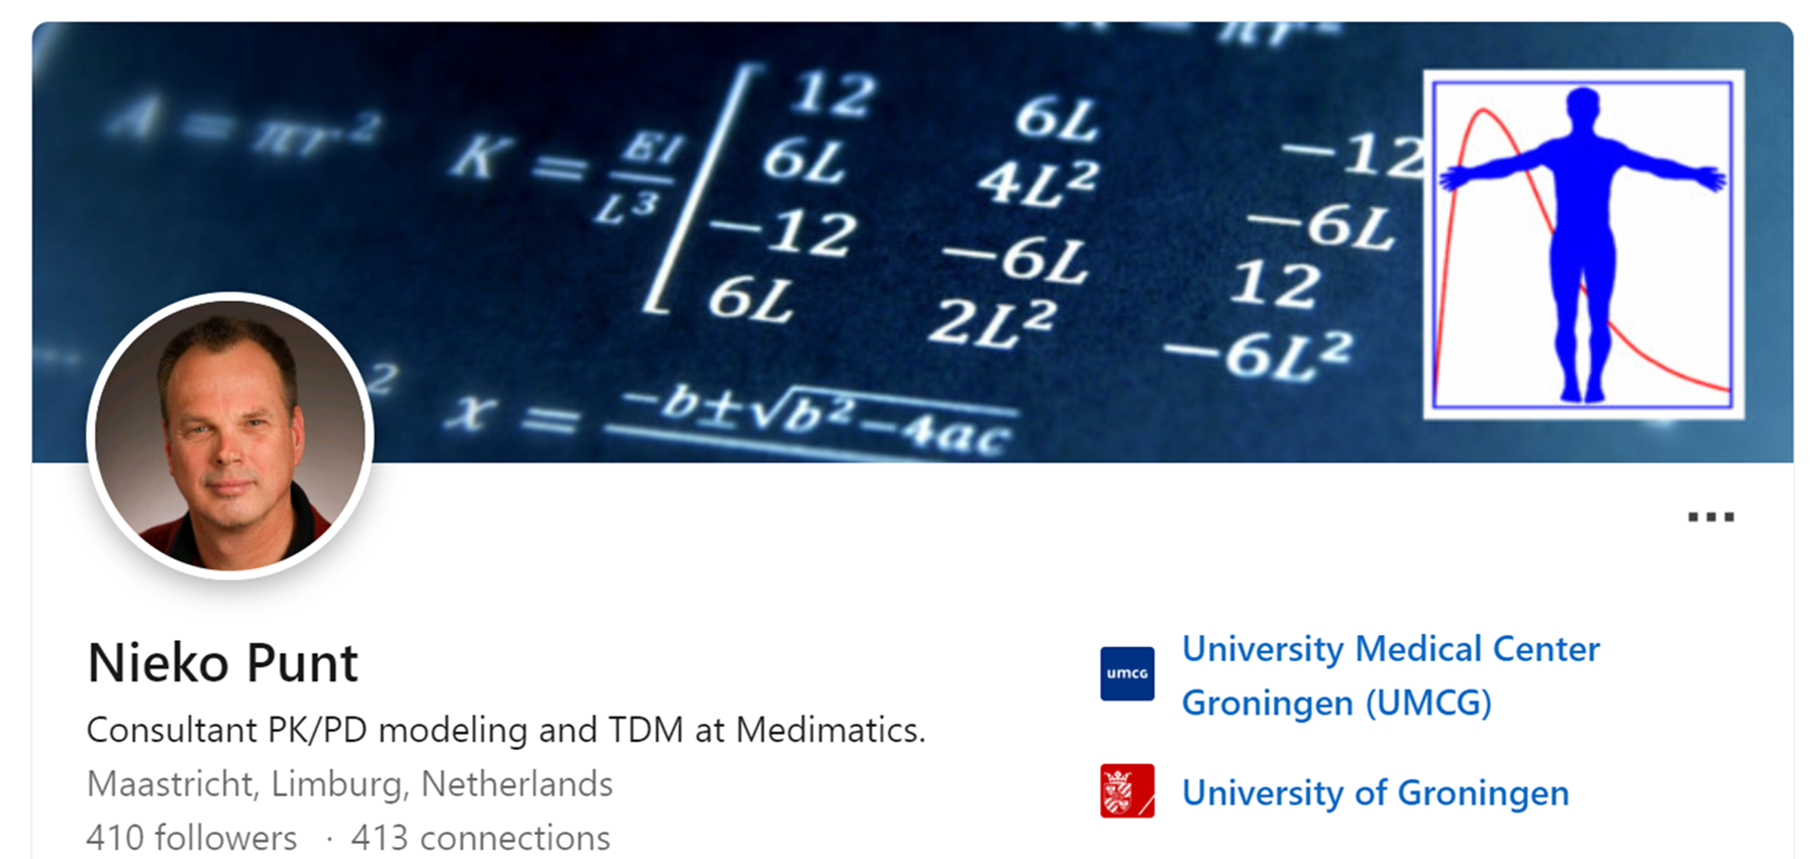 A = πr²
K = EI / L³
12 6L −12
6L 4L² −6L
−12 −6L 12
6L 2L² −6L²
2
x = −b±√b²−4ac
Nieko Punt
Consultant PK/PD modeling and TDM at Medimatics.
Maastricht, Limburg, Netherlands
410 followers · 413 connections
umcg
University Medical Center
Groningen (UMCG)
University of Groningen